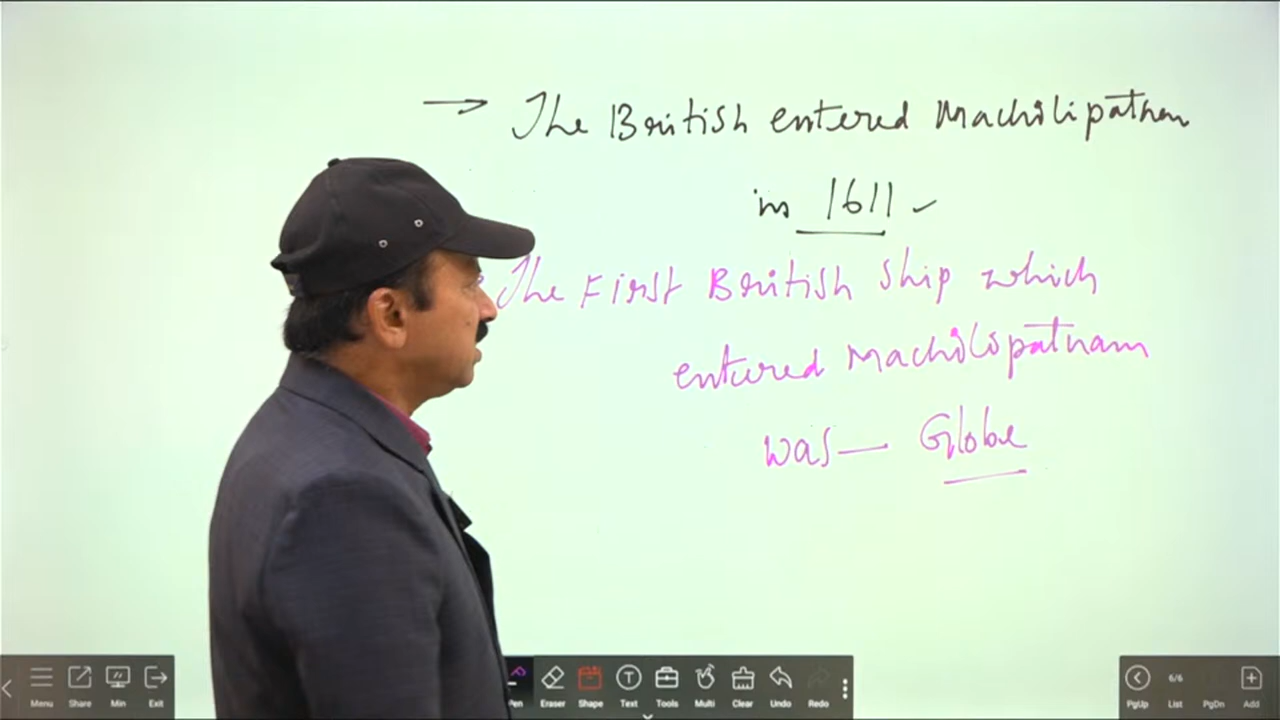 → The British entered Machilipatnam
in 1611 ✓
The First British ship which
entered Machilipatnam
was — Globe
Menu Share Min Exit Pen Eraser Shape Text Tools Multi Clear Undo Redo 6/6 PgUp List PgDn Add